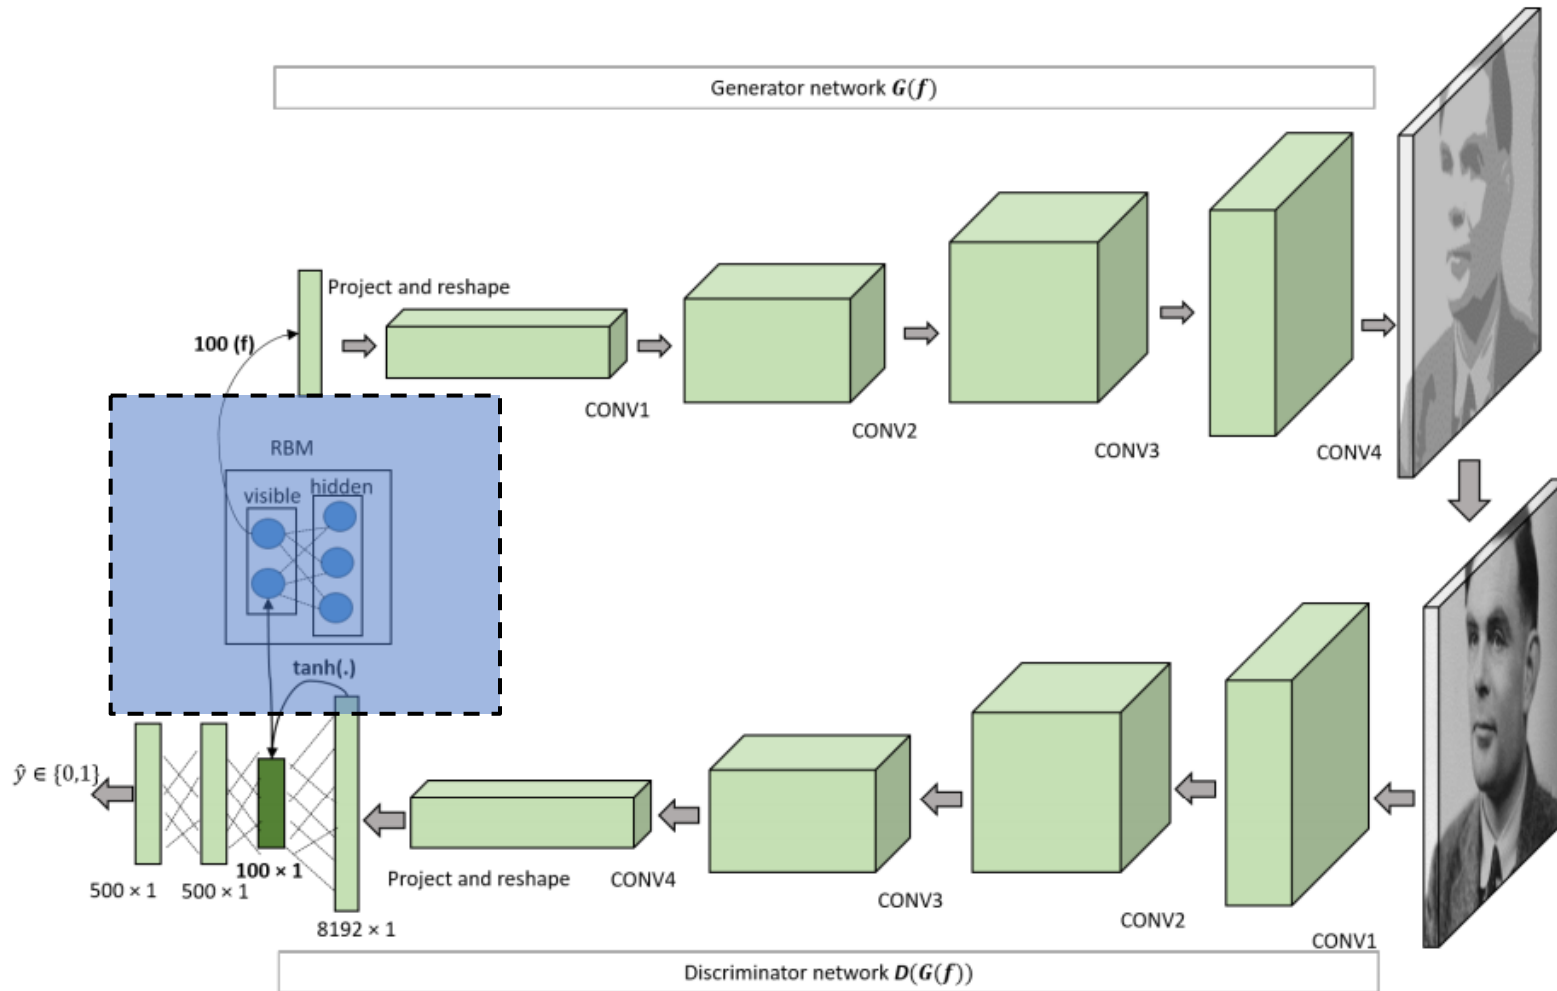 Generator network G(f)
Project and reshape
100 (f)
CONV1
CONV2
CONV3
CONV4
RBM
visible
hidden
tanh(.)
ŷ ∈ {0,1}
500 × 1
500 × 1
100 × 1
8192 × 1
Project and reshape
CONV4
CONV3
CONV2
CONV1
Discriminator network D(G(f))